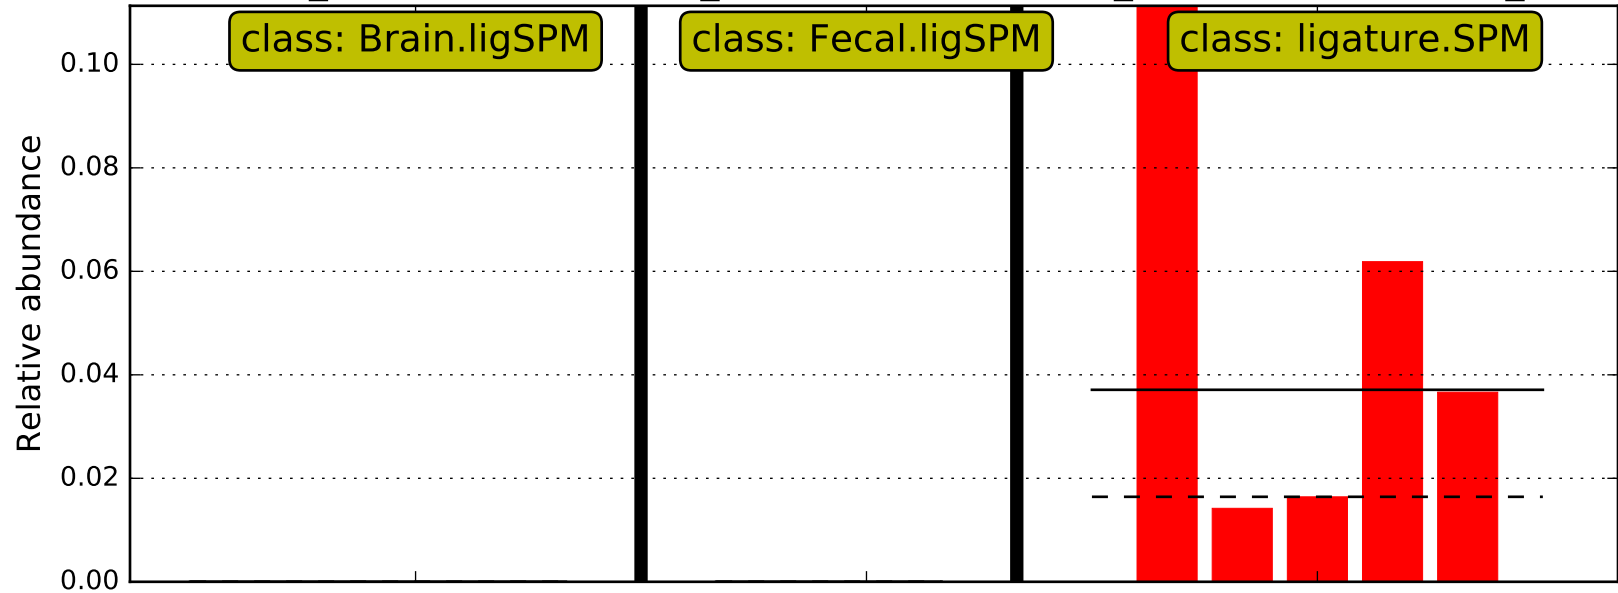 class: Brain.ligSPM
class: Fecal.ligSPM
class: ligature.SPM
Relative abundance
0.10
0.08
0.06
0.04
0.02
0.00